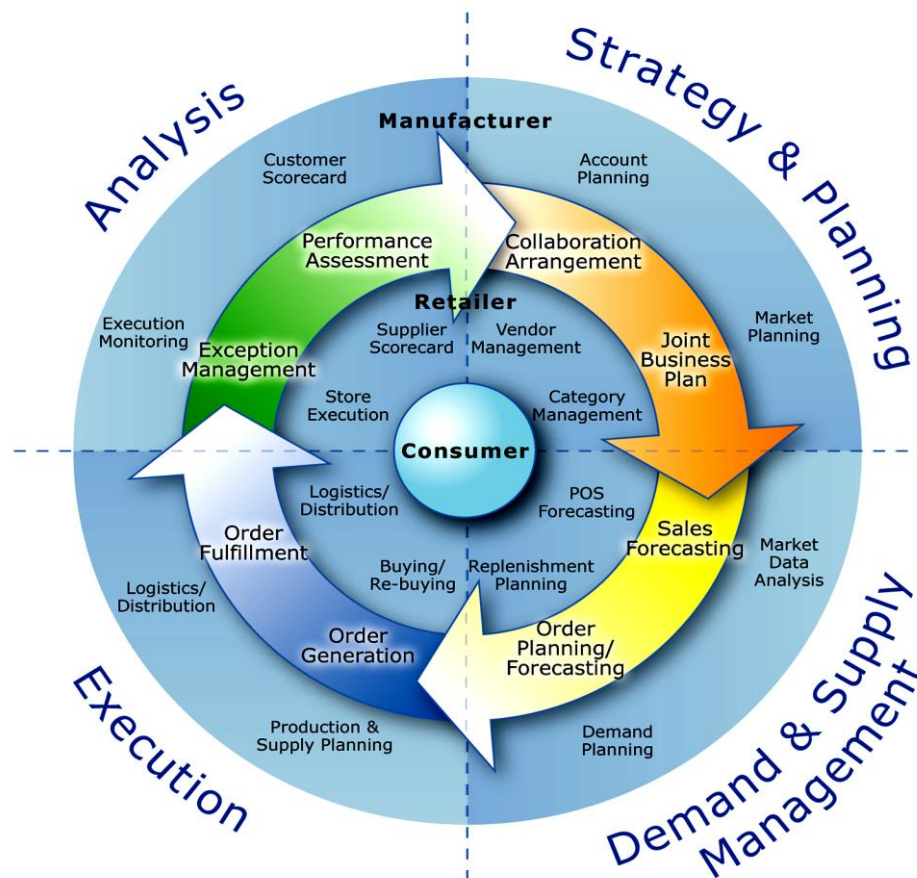 Analysis
Strategy & Planning
Manufacturer
Customer
Scorecard
Account
Planning
Performance
Assessment
Collaboration
Arrangement
Retailer
Execution
Monitoring
Exception
Management
Supplier
Scorecard
Vendor
Management
Joint
Business
Plan
Market
Planning
Store
Execution
Category
Management
Consumer
Logistics/
Distribution
POS
Forecasting
Order
Fulfillment
Sales
Forecasting
Market
Data
Analysis
Logistics/
Distribution
Buying/
Re-buying
Replenishment
Planning
Order
Generation
Order
Planning/
Forecasting
Production &
Supply Planning
Demand
Planning
Execution
Demand & Supply
Management